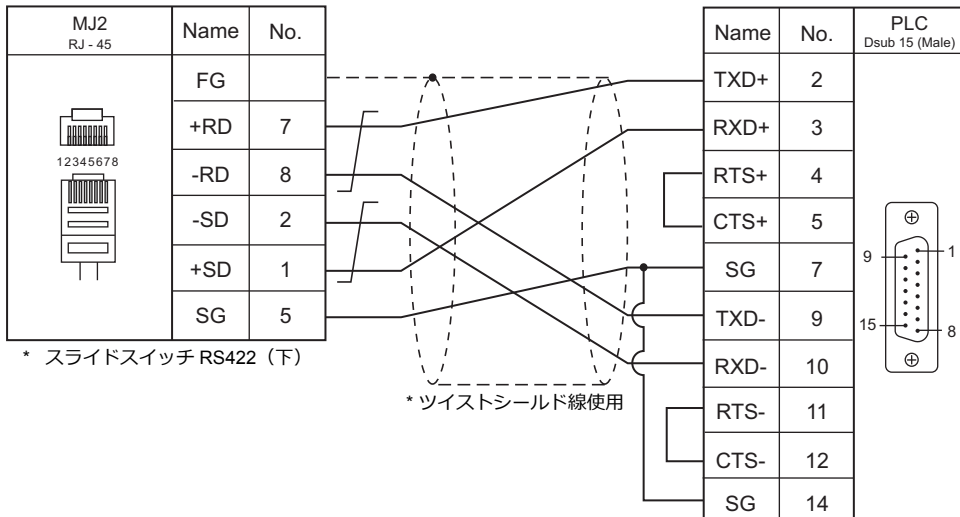 MJ2
RJ - 45
Name No.
FG
+RD 7
-RD 8
-SD 2
+SD 1
SG 5
12345678
* スライドスイッチ RS422（下）
* ツイストシールド線使用
Name No.
PLC
Dsub 15 (Male)
TXD+ 2
RXD+ 3
RTS+ 4
CTS+ 5
SG 7
TXD- 9
RXD- 10
RTS- 11
CTS- 12
SG 14
9 1
15 8